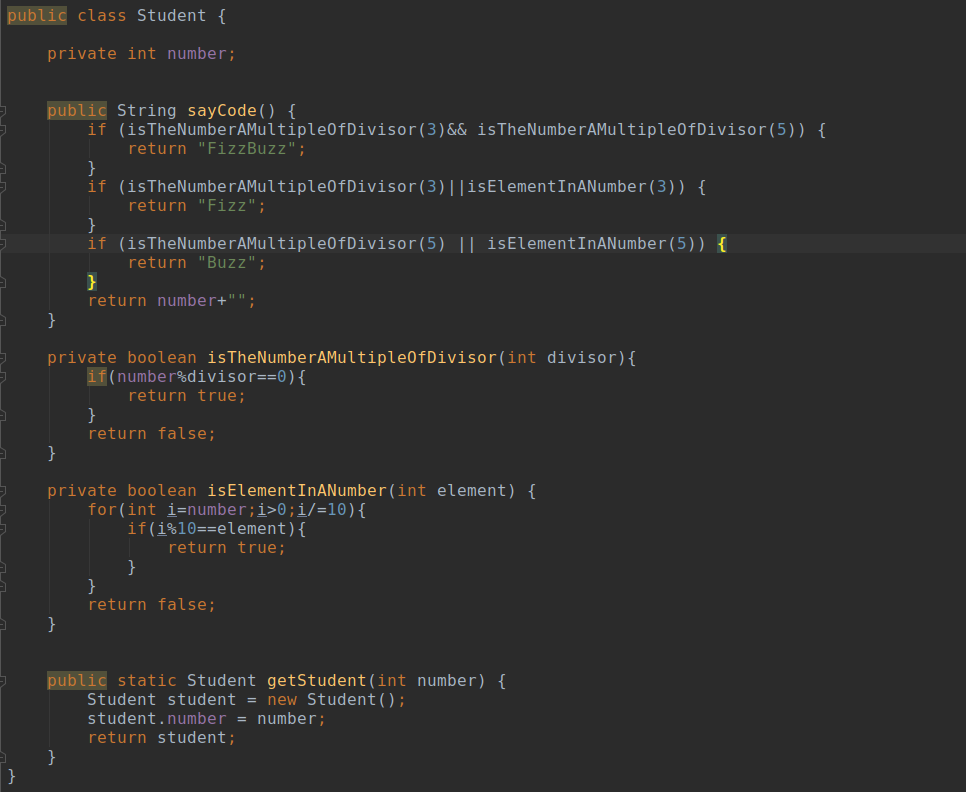 public class Student {
    private int number;
    public String sayCode() {
        if (isTheNumberAMultipleOfDivisor(3)&& isTheNumberAMultipleOfDivisor(5)) {
            return "FizzBuzz";
        }
        if (isTheNumberAMultipleOfDivisor(3)||isElementInANumber(3)) {
            return "Fizz";
        }
        if (isTheNumberAMultipleOfDivisor(5) || isElementInANumber(5)) {
            return "Buzz";
        }
        return number+"";
    }
    private boolean isTheNumberAMultipleOfDivisor(int divisor){
        if(number%divisor==0){
            return true;
        }
        return false;
    }
    private boolean isElementInANumber(int element) {
        for(int i=number;i>0;i/=10){
            if(i%10==element){
                return true;
            }
        }
        return false;
    }
    public static Student getStudent(int number) {
        Student student = new Student();
        student.number = number;
        return student;
    }
}